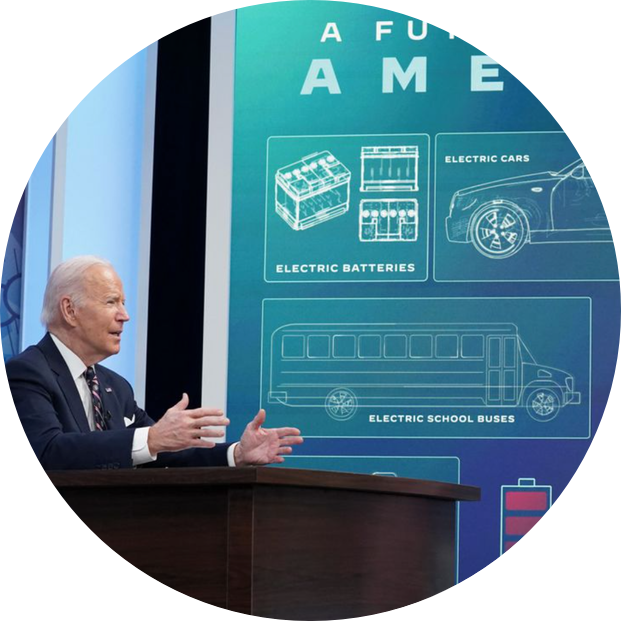 A FU
AME
ELECTRIC CARS
ELECTRIC BATTERIES
ELECTRIC SCHOOL BUSES